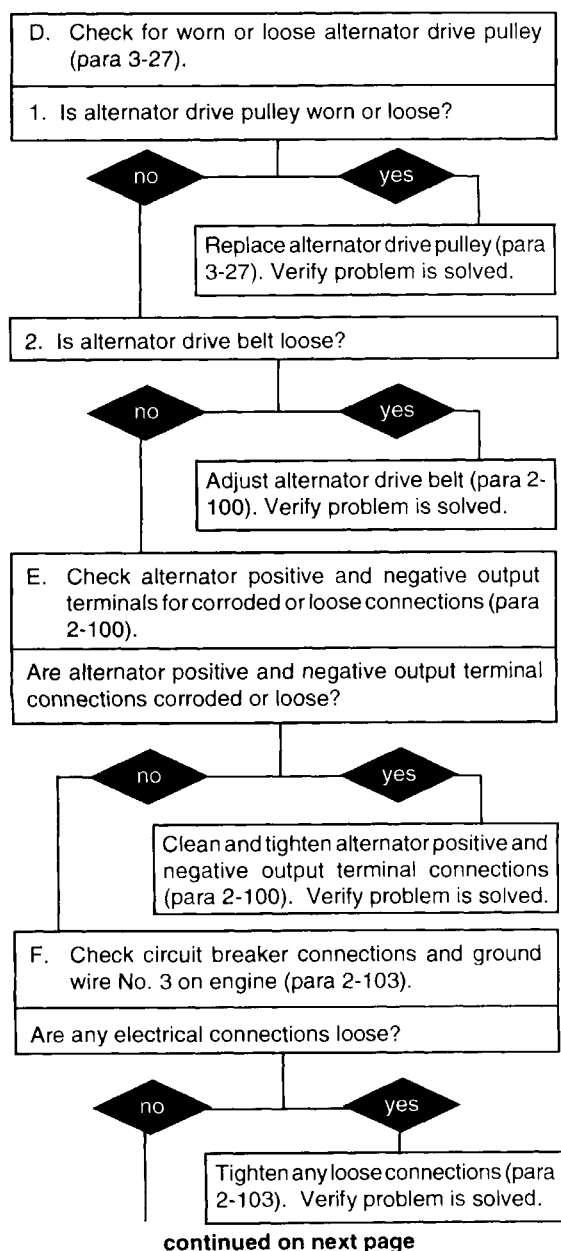 D. Check for worn or loose alternator drive pulley
(para 3-27).
1. Is alternator drive pulley worn or loose?
no
yes
Replace alternator drive pulley (para
3-27). Verify problem is solved.
2. Is alternator drive belt loose?
no
yes
Adjust alternator drive belt (para 2-
100). Verify problem is solved.
E. Check alternator positive and negative output
terminals for corroded or loose connections (para
2-100).
Are alternator positive and negative output terminal
connections corroded or loose?
no
yes
Clean and tighten alternator positive and
negative output terminal connections
(para 2-100). Verify problem is solved.
F. Check circuit breaker connections and ground
wire No. 3 on engine (para 2-103).
Are any electrical connections loose?
no
yes
Tighten any loose connections (para
2-103). Verify problem is solved.
continued on next page